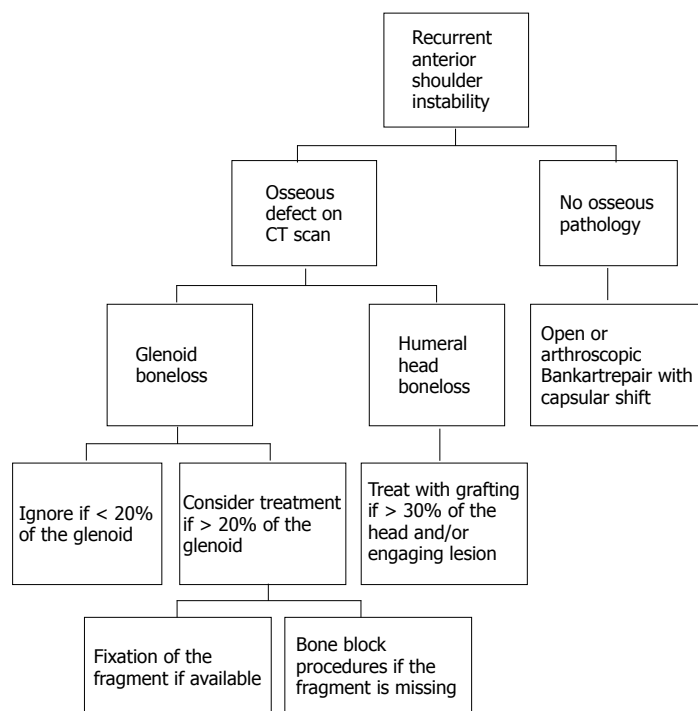 Recurrent
anterior
shoulder
instability
Osseous
defect on
CT scan
No osseous
pathology
Glenoid
boneloss
Humeral
head
boneloss
Open or
arthroscopic
Bankartrepair with
capsular shift
Ignore if < 20%
of the glenoid
Consider treatment
if > 20% of the
glenoid
Treat with grafting
if > 30% of the
head and/or
engaging lesion
Fixation of the
fragment if available
Bone block
procedures if the
fragment is missing